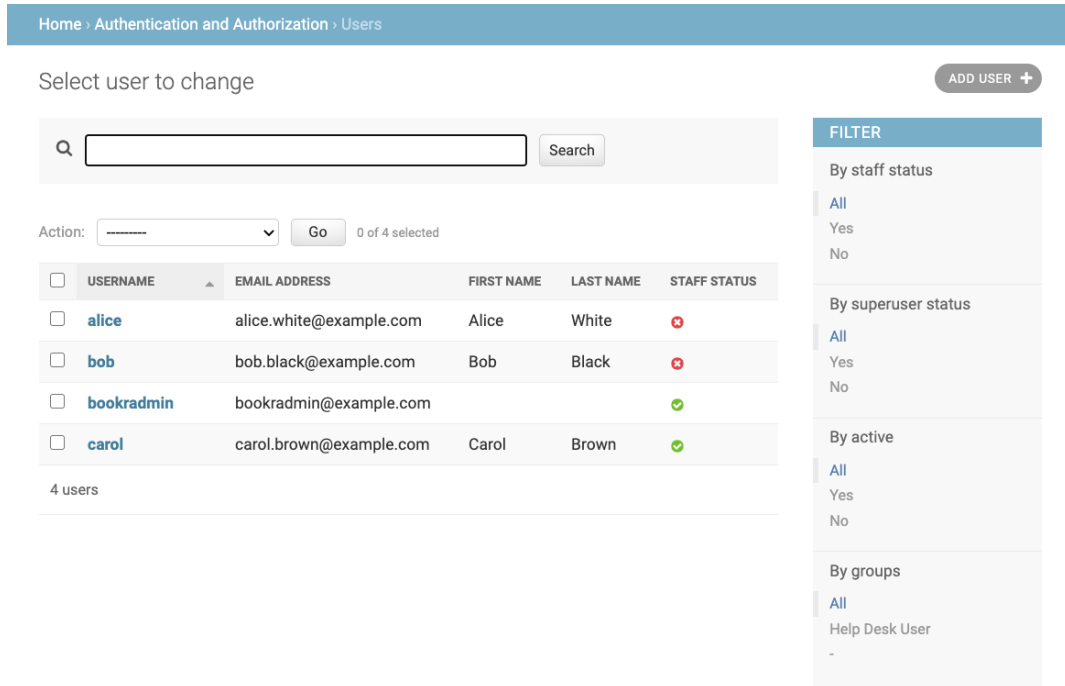 Home › Authentication and Authorization › Users
Select user to change
ADD USER +
Search
Action: --------- Go 0 of 4 selected
USERNAME EMAIL ADDRESS FIRST NAME LAST NAME STAFF STATUS
alice alice.white@example.com Alice White
bob bob.black@example.com Bob Black
bookradmin bookradmin@example.com
carol carol.brown@example.com Carol Brown
4 users
FILTER
By staff status
All
Yes
No
By superuser status
All
Yes
No
By active
All
Yes
No
By groups
All
Help Desk User
-